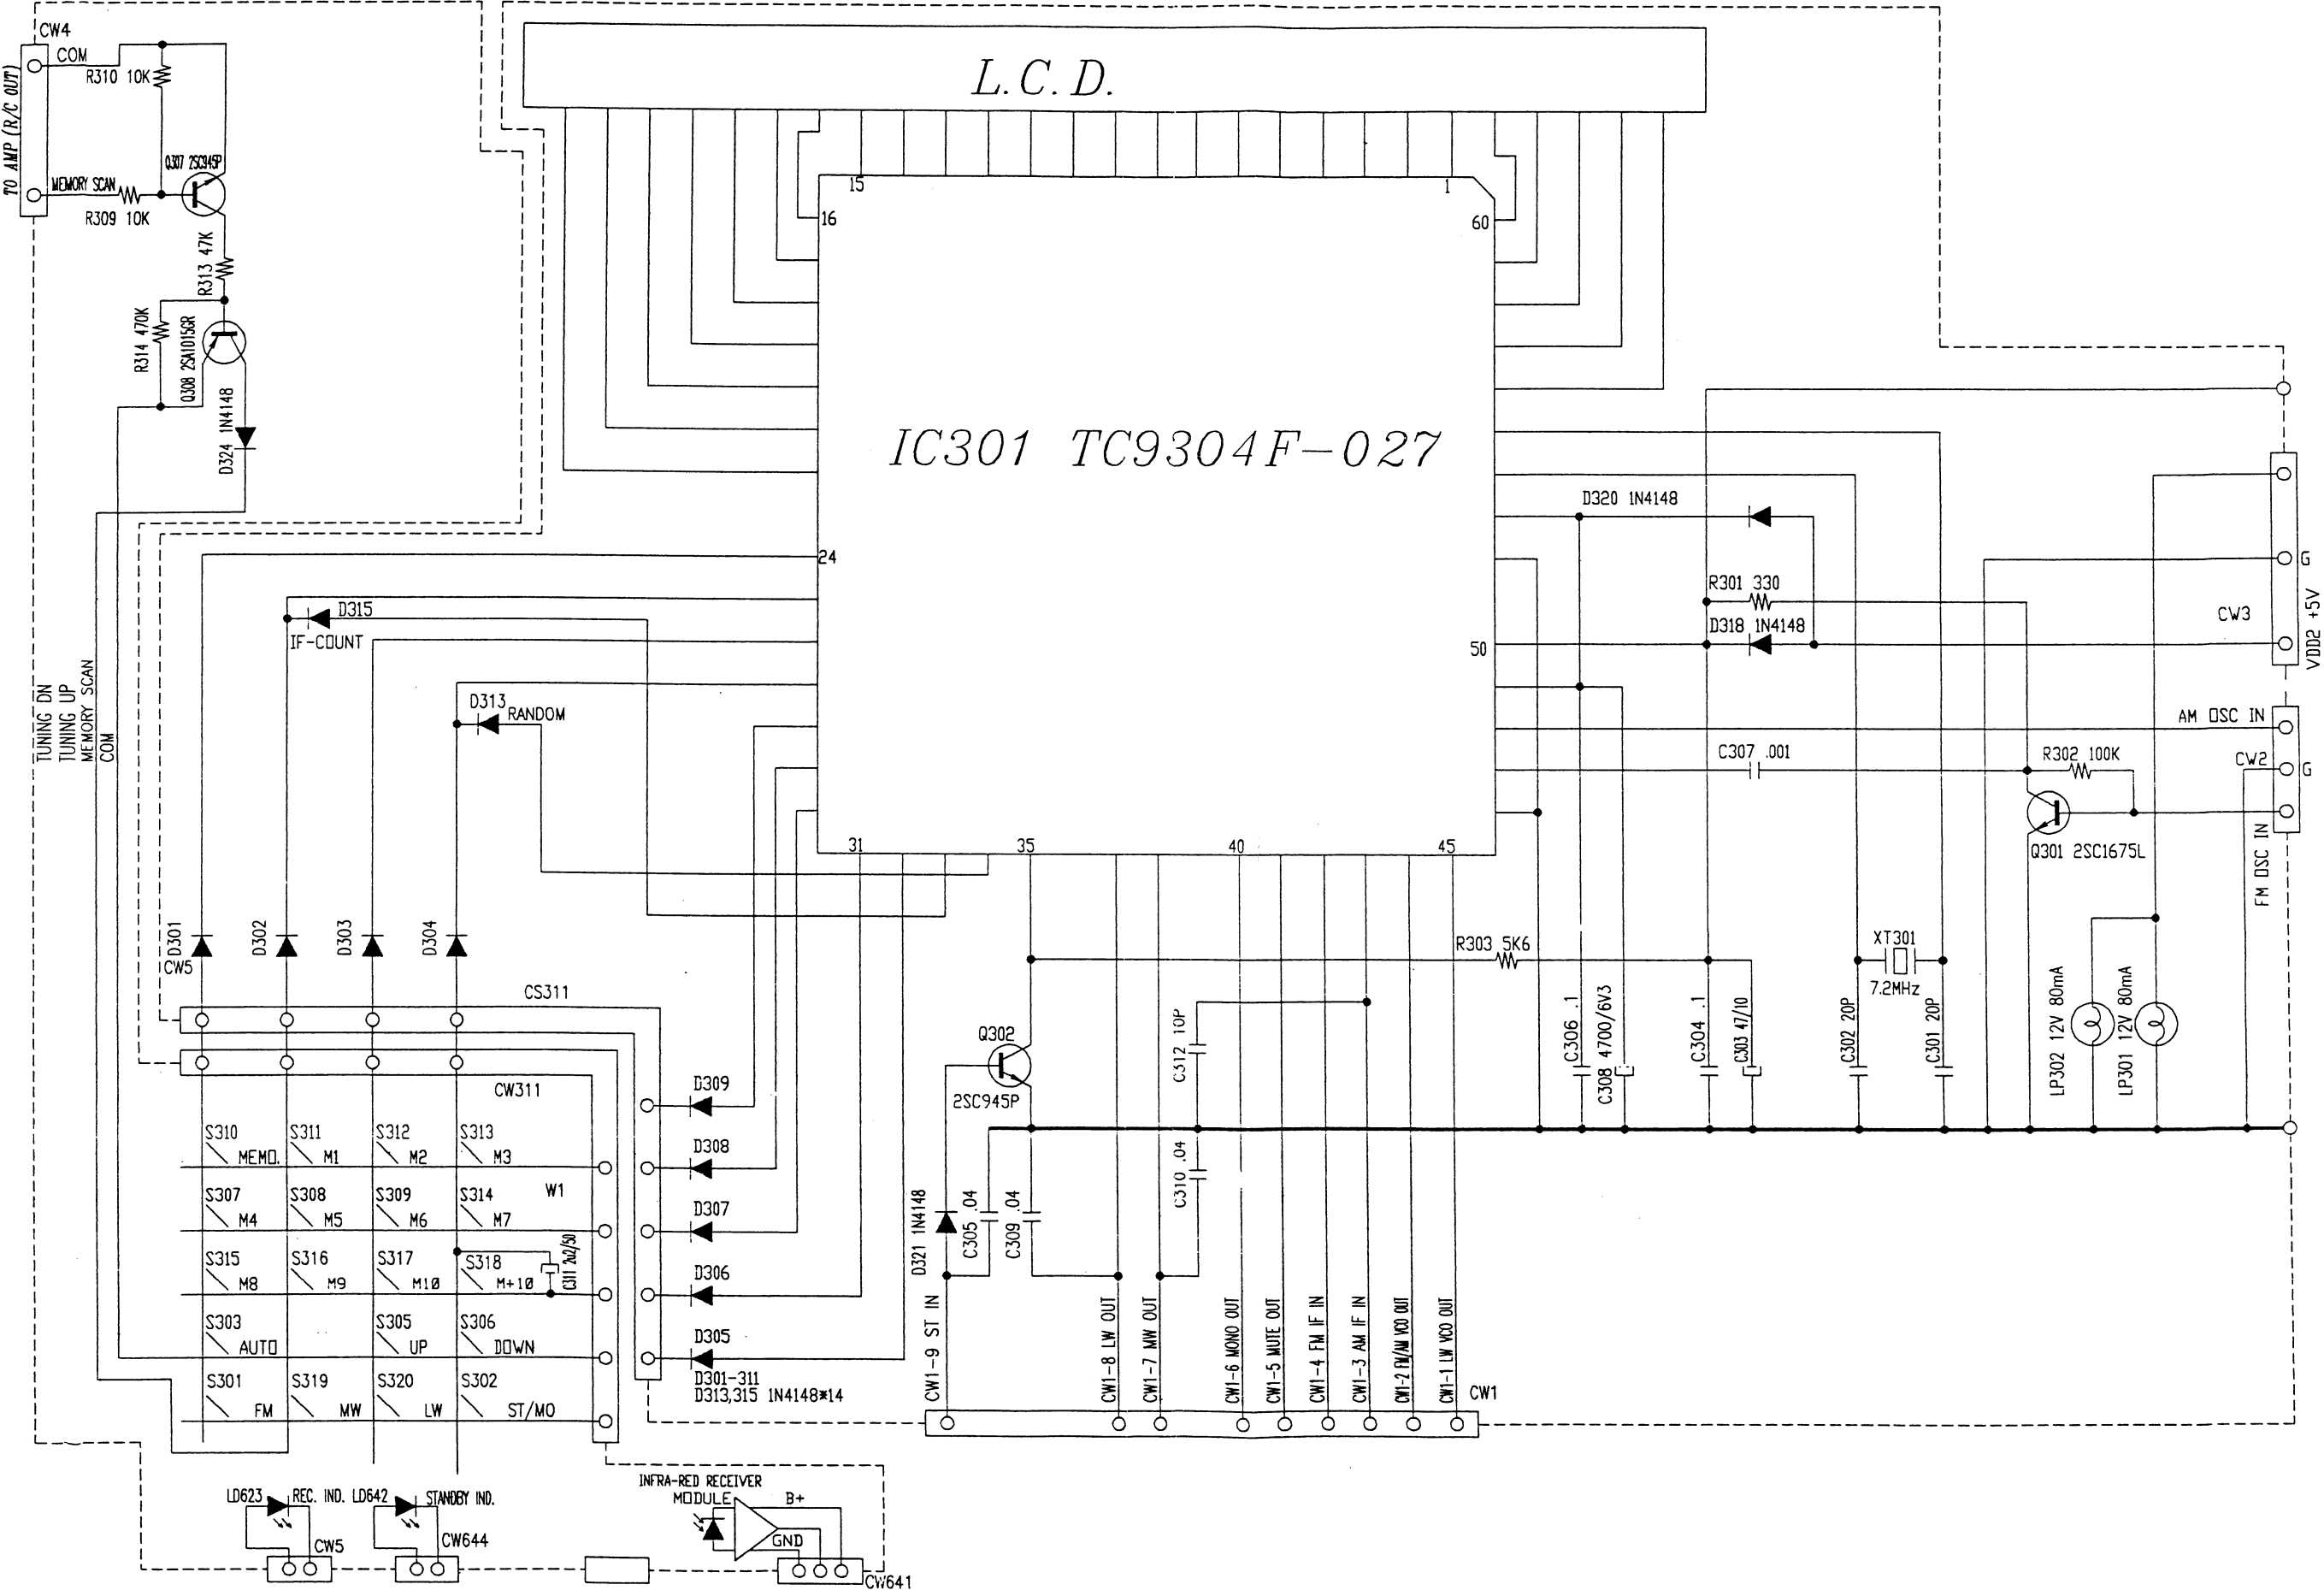 CW4
COM
R310 10K
TO AMP (R/C OUT)
Q307 2SC945P
MEMORY SCAN
R309 10K
R313 47K
R314 470K
Q308 2SA1015GR
D324 1N4148
L.C.D.
15
1
16
60
IC301 TC9304F-027
24
50
31
35
40
45
D315
IF-COUNT
D313
RANDOM
TUNING DN
TUNING UP
MEMORY SCAN
COM
D320 1N4148
R301 330
D318 1N4148
G
CW3
VDD2 +5V
AM OSC IN
C307 .001
R302 100K
CW2
G
Q301 2SC1675L
FM OSC IN
D301
D302
D303
D304
CW5
CS311
CW311
R303 5K6
XT301
7.2MHz
C306 .1
C308 4700/6V3
C304 .1
C303 47/10
C302 20P
C301 20P
LP302 12V 80mA
LP301 12V 80mA
Q302
2SC945P
C312 10P
C310 .04
D321 1N4148
C305 .04
C309 .04
D309
D308
D307
D306
D305
D301-311
D313,315 1N4148*14
S310
MEMO.
S311
M1
S312
M2
S313
M3
W1
S307
M4
S308
M5
S309
M6
S314
M7
S315
M8
S316
M9
S317
M10
S318
M+10
C311 2u2/50
S303
AUTO
S305
UP
S306
DOWN
S301
FM
S319
MW
S320
LW
S302
ST/MO
CW1-9 ST IN
CW1-8 LW OUT
CW1-7 MW OUT
CW1-6 MONO OUT
CW1-5 MUTE OUT
CW1-4 FM IF IN
CW1-3 AM IF IN
CW1-2 FM/AM VCO OUT
CW1-1 LW VCO OUT
CW1
LD623
REC. IND.
LD642
STANDBY IND.
CW5
CW644
INFRA-RED RECEIVER
MODULE
B+
GND
CW641